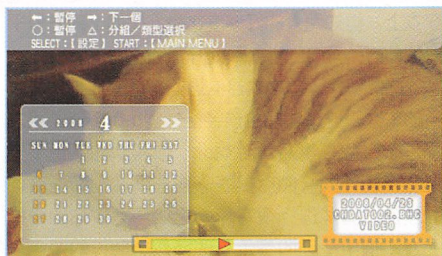 ←：暫停 →：下一個
○：暫停 △：分組／類型選択
SELECT：【設定】 START：【MAIN MENU】
<< 2008 4 >>
SUN MON TUE WED THU FRI SAT
1 2 3 4 5
6 7 8 9 10 11 12
13 14 15 16 17 18 19
20 21 22 23 24 25 26
27 28 29 30
2008/04/23
VIDEO